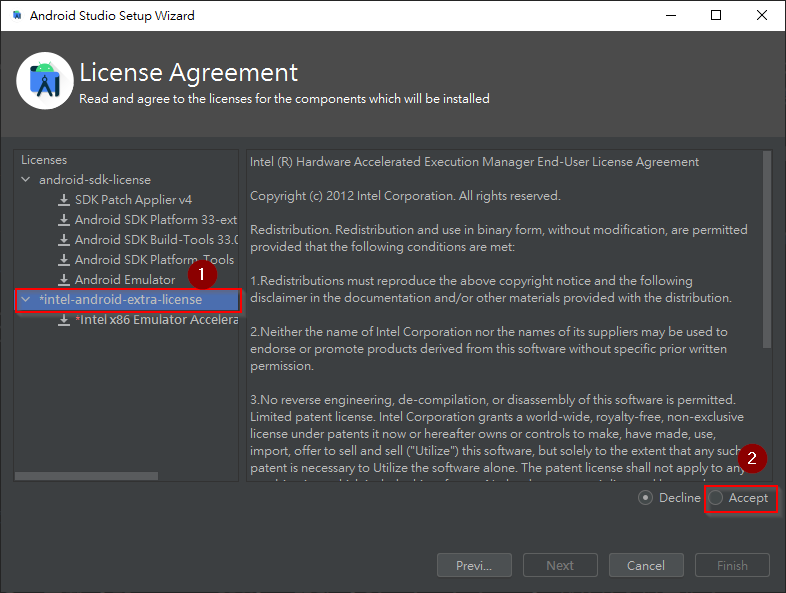 Android Studio Setup Wizard
License Agreement
Read and agree to the licenses for the components which will be installed
Licenses
android-sdk-license
SDK Patch Applier v4
Android SDK Platform 33-ext
Android SDK Build-Tools 33.0
Android SDK Platform-Tools
Android Emulator
1
*intel-android-extra-license
*Intel x86 Emulator Accelera
Intel (R) Hardware Accelerated Execution Manager End-User License Agreement
Copyright (c) 2012 Intel Corporation. All rights reserved.
Redistribution. Redistribution and use in binary form, without modification, are permitted
provided that the following conditions are met:
1.Redistributions must reproduce the above copyright notice and the following
disclaimer in the documentation and/or other materials provided with the distribution.
2.Neither the name of Intel Corporation nor the names of its suppliers may be used to
endorse or promote products derived from this software without specific prior written
permission.
3.No reverse engineering, de-compilation, or disassembly of this software is permitted.
Limited patent license. Intel Corporation grants a world-wide, royalty-free, non-exclusive
license under patents it now or hereafter owns or controls to make, have made, use,
import, offer to sell and sell ("Utilize") this software, but solely to the extent that any such
patent is necessary to Utilize the software alone. The patent license shall not apply to any
2
Decline
Accept
Previ...
Next
Cancel
Finish